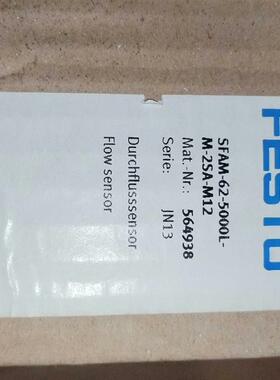 FESTO
SFAM-62-5000L-
M-2SA-M12
Mat.-Nr.: 564938
Serie: JN13
Durchflusssensor
Flow sensor